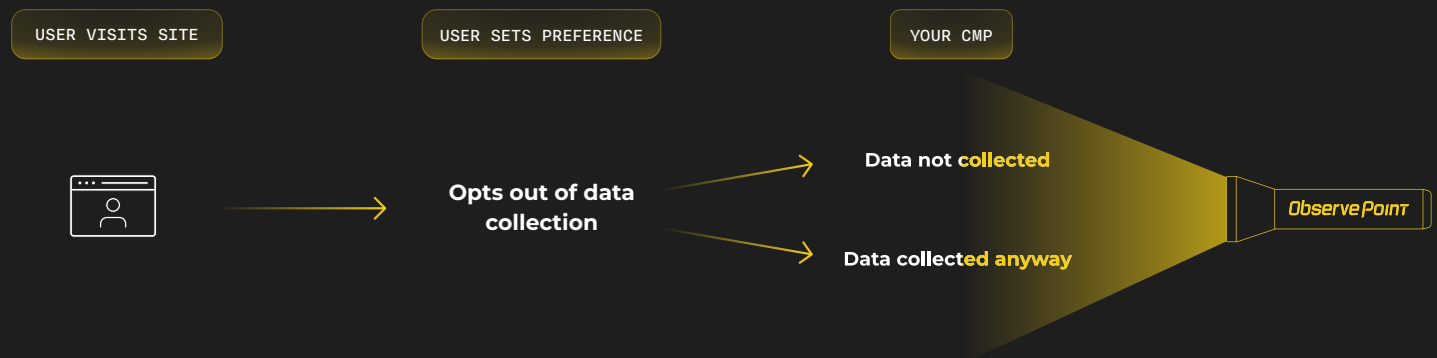 USER VISITS SITE
USER SETS PREFERENCE
YOUR CMP
Opts out of data
collection
Data not collected
Data collected anyway
ObservePoint